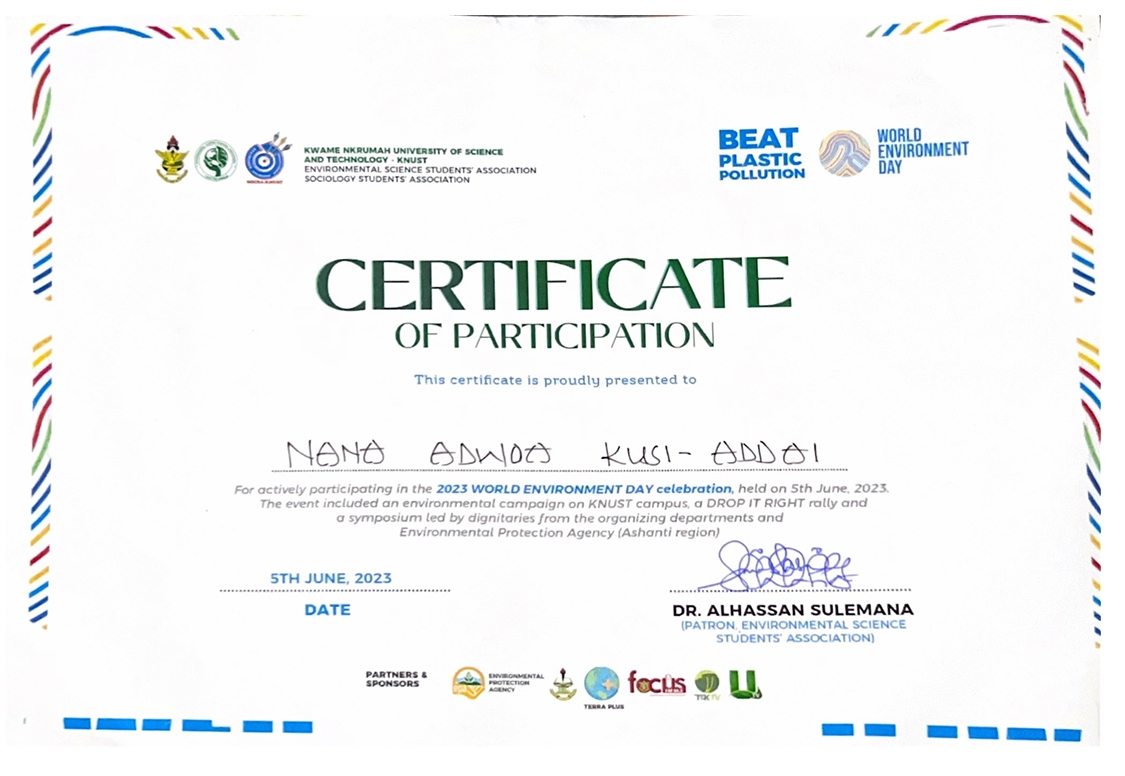 KWAME NKRUMAH UNIVERSITY OF SCIENCE
AND TECHNOLOGY - KNUST
ENVIRONMENTAL SCIENCE STUDENTS' ASSOCIATION
SOCIOLOGY STUDENTS' ASSOCIATION
BEAT
PLASTIC
POLLUTION
WORLD
ENVIRONMENT
DAY
CERTIFICATE
OF PARTICIPATION
This certificate is proudly presented to
NANA ADWOA KUSI-ADDAI
For actively participating in the 2023 WORLD ENVIRONMENT DAY celebration, held on 5th June, 2023.
The event included an environmental campaign on KNUST campus, a DROP IT RIGHT rally and
a symposium led by dignitaries from the organizing departments and
Environmental Protection Agency (Ashanti region)
5TH JUNE, 2023
DATE
DR. ALHASSAN SULEMANA
(PATRON, ENVIRONMENTAL SCIENCE
STUDENTS' ASSOCIATION)
PARTNERS &
SPONSORS
ENVIRONMENTAL
PROTECTION
AGENCY
TERRA PLUS
focus
TEK TV
U